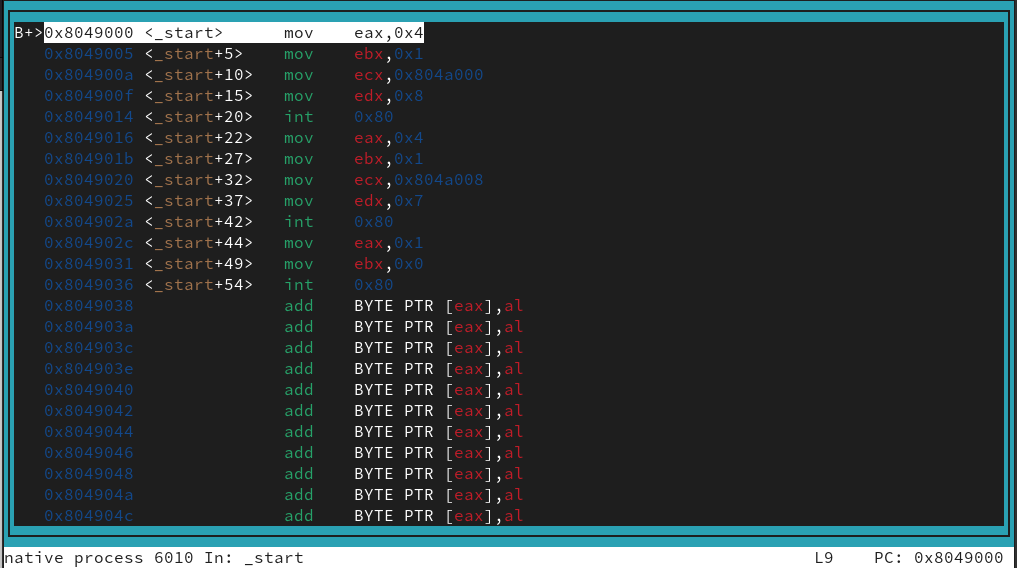 B+>0x8049000 <_start>      mov    eax,0x4
0x8049005 <_start+5>    mov    ebx,0x1
0x804900a <_start+10>   mov    ecx,0x804a000
0x804900f <_start+15>   mov    edx,0x8
0x8049014 <_start+20>   int    0x80
0x8049016 <_start+22>   mov    eax,0x4
0x804901b <_start+27>   mov    ebx,0x1
0x8049020 <_start+32>   mov    ecx,0x804a008
0x8049025 <_start+37>   mov    edx,0x7
0x804902a <_start+42>   int    0x80
0x804902c <_start+44>   mov    eax,0x1
0x8049031 <_start+49>   mov    ebx,0x0
0x8049036 <_start+54>   int    0x80
0x8049038               add    BYTE PTR [eax],al
0x804903a               add    BYTE PTR [eax],al
0x804903c               add    BYTE PTR [eax],al
0x804903e               add    BYTE PTR [eax],al
0x8049040               add    BYTE PTR [eax],al
0x8049042               add    BYTE PTR [eax],al
0x8049044               add    BYTE PTR [eax],al
0x8049046               add    BYTE PTR [eax],al
0x8049048               add    BYTE PTR [eax],al
0x804904a               add    BYTE PTR [eax],al
0x804904c               add    BYTE PTR [eax],al
native process 6010 In: _start    L9    PC: 0x8049000